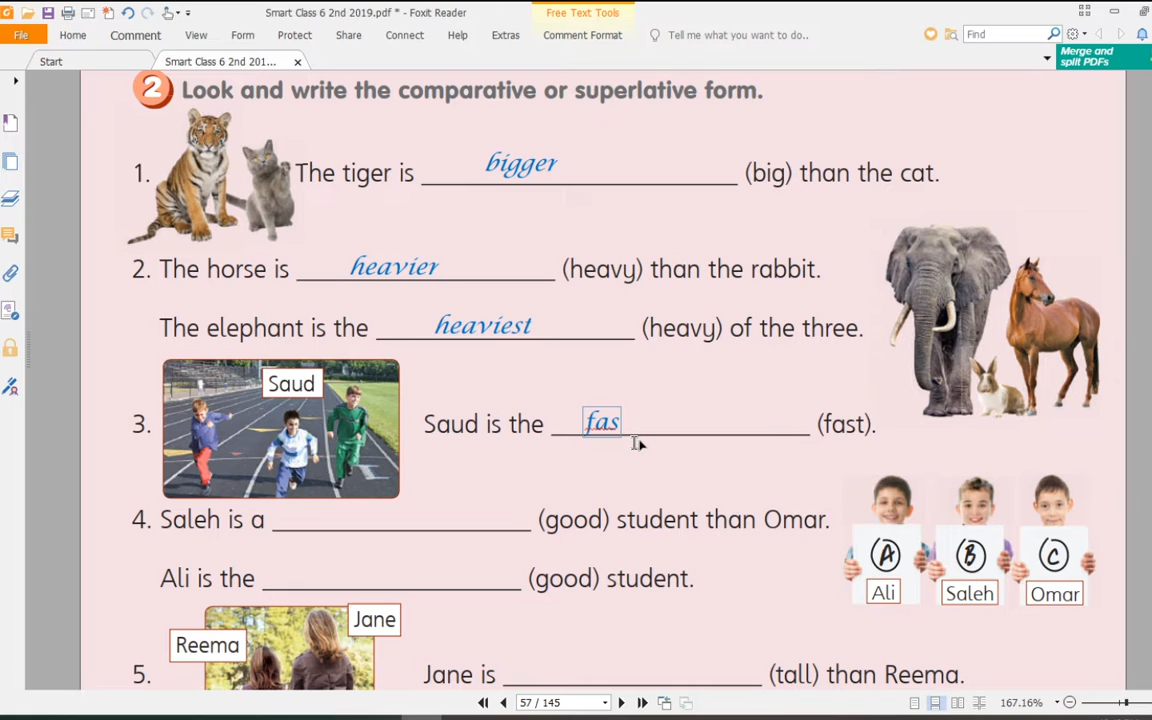 Smart Class 6 2nd 2019.pdf * - Foxit Reader
Free Text Tools
File Home Comment View Form Protect Share Connect Help Extras Comment Format Tell me what you want to do.. Find
Start Smart Class 6 2nd 201...
Merge and
split PDFs
2 Look and write the comparative or superlative form.
1. The tiger is bigger (big) than the cat.
2. The horse is heavier (heavy) than the rabbit.
The elephant is the heaviest (heavy) of the three.
Saud
3. Saud is the fas (fast).
4. Saleh is a (good) student than Omar.
A B C
Ali is the (good) student.
Ali Saleh Omar
Jane
Reema
5. Jane is (tall) than Reema.
57 / 145 167.16%